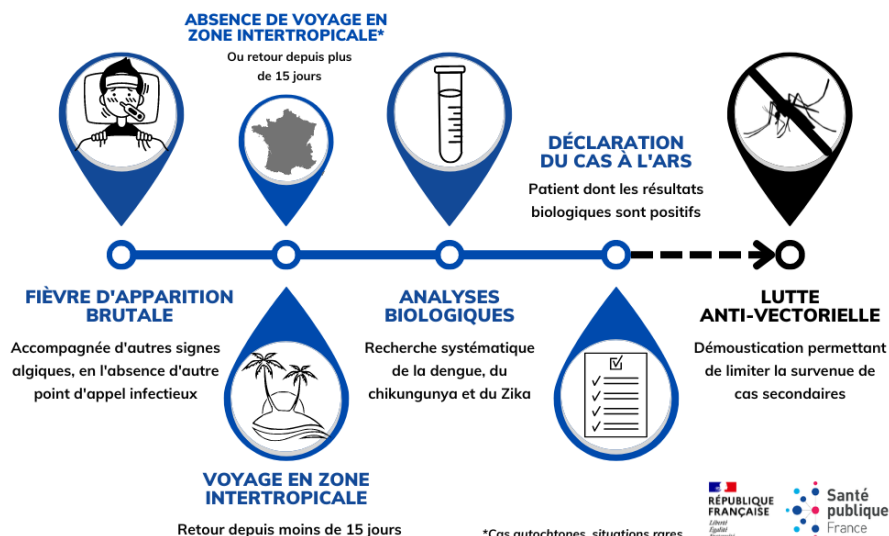 ABSENCE DE VOYAGE EN
ZONE INTERTROPICALE*
Ou retour depuis plus
de 15 jours
DÉCLARATION
DU CAS À L'ARS
Patient dont les résultats
biologiques sont positifs
FIÈVRE D'APPARITION
BRUTALE
Accompagnée d'autres signes
algiques, en l'absence d'autre
point d'appel infectieux
ANALYSES
BIOLOGIQUES
Recherche systématique
de la dengue, du
chikungunya et du Zika
LUTTE
ANTI-VECTORIELLE
Démoustication permettant
de limiter la survenue de
cas secondaires
VOYAGE EN ZONE
INTERTROPICALE
Retour depuis moins de 15 jours
*Cas autochtones, situations rares
RÉPUBLIQUE
FRANÇAISE
Liberté
Égalité
Santé
publique
France